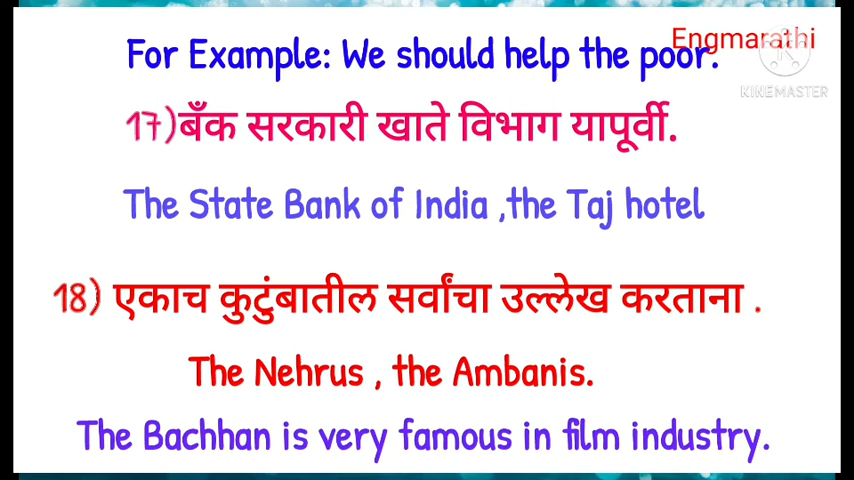 Engmarathi
For Example: We should help the poor.
KINEMASTER
17)बँक सरकारी खाते विभाग यापूर्वी.
The State Bank of India ,the Taj hotel
18) एकाच कुटुंबातील सर्वांचा उल्लेख करताना .
The Nehrus , the Ambanis.
The Bachhan is very famous in film industry.